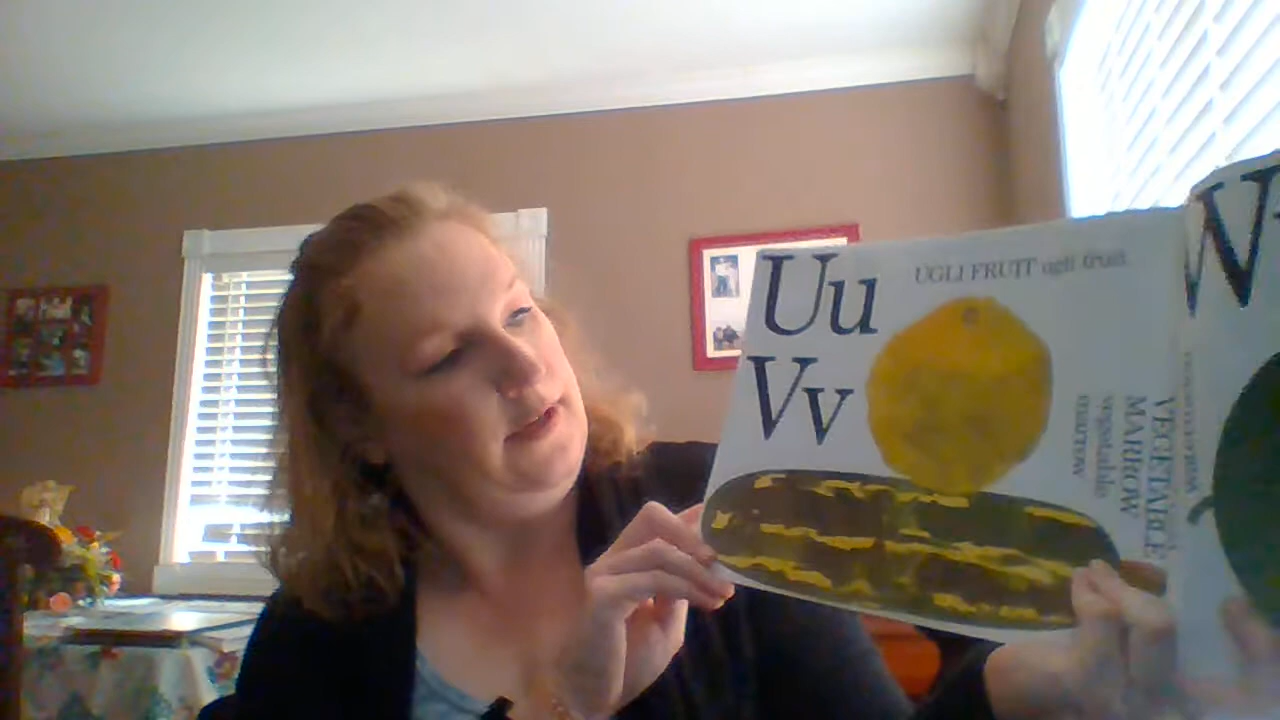 Uu
UGLI FRUIT ugli fruit
Vv
VEGETABLE
MARROW
vegetable
marrow
W